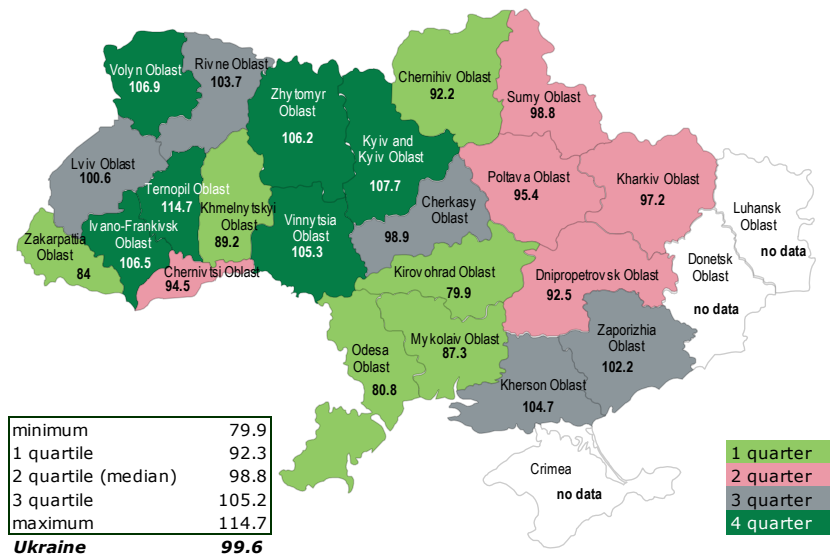 Volyn Oblast
106.9
Rivne Oblast
103.7
Zhytomyr
Oblast
106.2
Kyiv and
Kyiv Oblast
107.7
Chernihiv Oblast
92.2
Sumy Oblast
98.8
Lviv Oblast
100.6
Ternopil Oblast
114.7
Khmelnytskyi
Oblast
89.2
Vinnytsia
Oblast
105.3
Cherkasy
Oblast
98.9
Poltava Oblast
95.4
Kharkiv Oblast
97.2
Luhansk
Oblast
no data
Zakarpattia
Oblast
84
Ivano-Frankivsk
Oblast
106.5
Chernivtsi Oblast
94.5
Kirovohrad Oblast
79.9
Dnipropetrovsk Oblast
92.5
Donetsk
Oblast
no data
Odesa
Oblast
80.8
Mykolaiv Oblast
87.3
Zaporizhia
Oblast
102.2
Kherson Oblast
104.7
Crimea
no data
minimum 79.9
1 quartile 92.3
2 quartile (median) 98.8
3 quartile 105.2
maximum 114.7
Ukraine 99.6
1 quarter
2 quarter
3 quarter
4 quarter